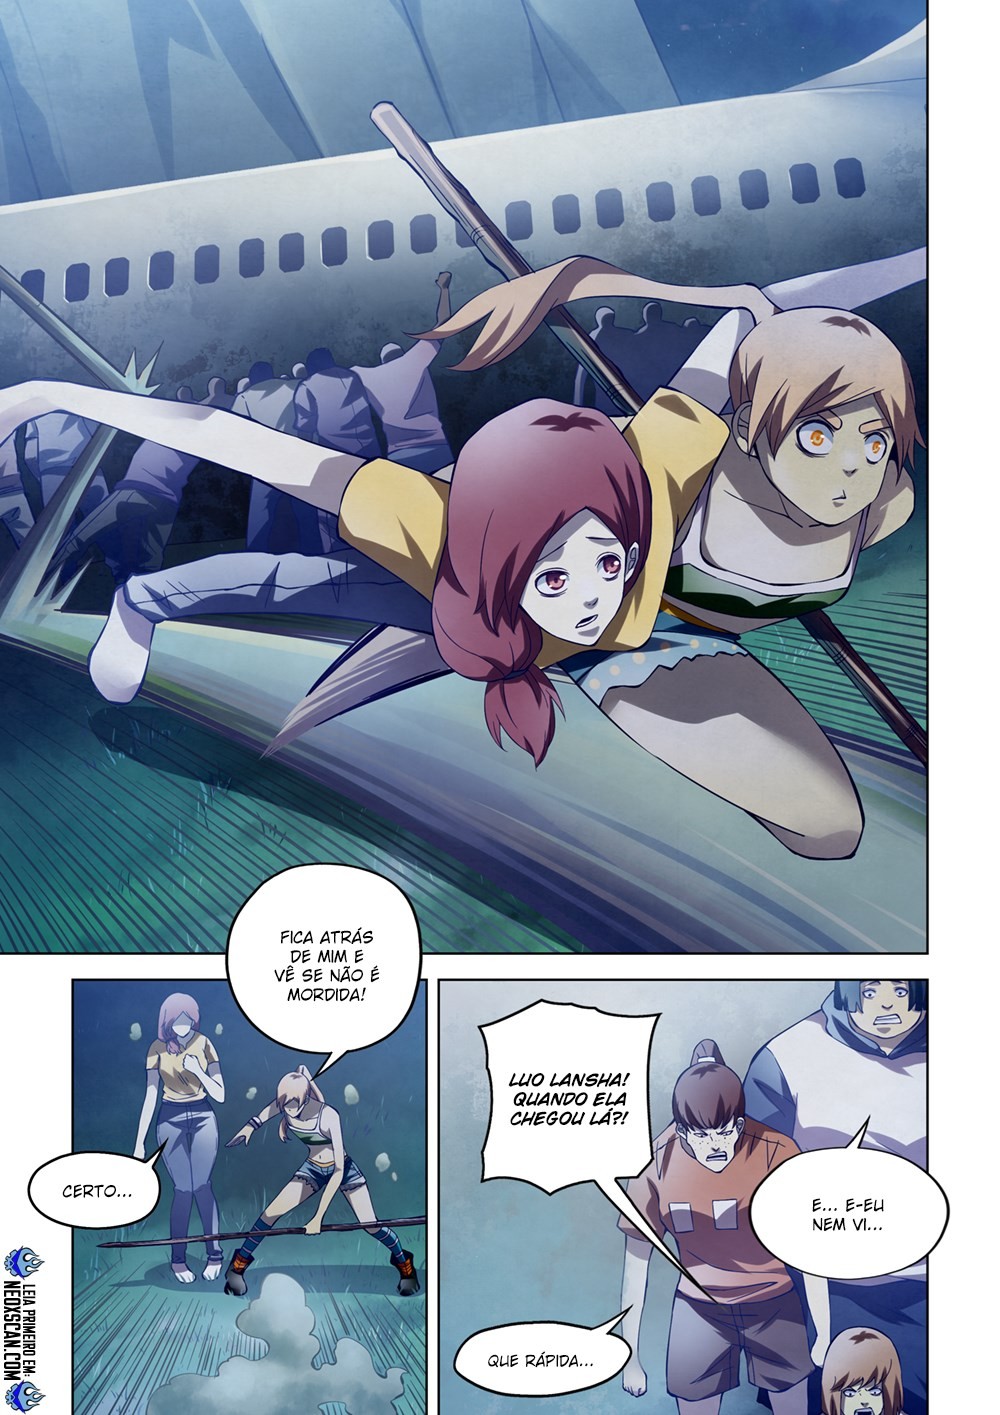 FICA ATRÁS
DE MIM E
VÊ SE NÃO É
MORDIDA!
CERTO...
LUO LANSHA!
QUANDO ELA
CHEGOU LÁ?!
E... E-EU
NEM VI...
QUE RÁPIDA...
LEIA PRIMEIRO EM:
NEOXSCAN.COM